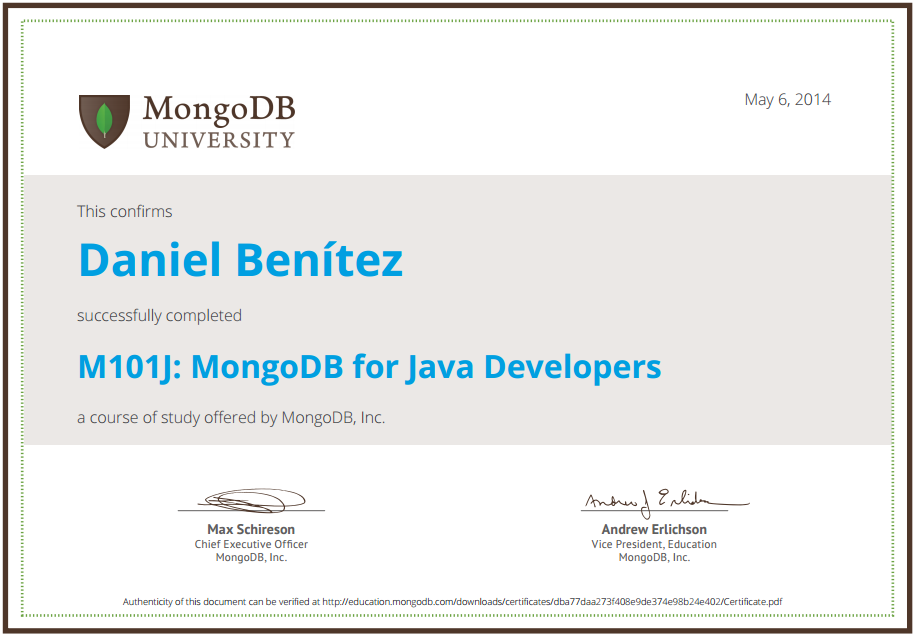 MongoDB
UNIVERSITY
May 6, 2014
This confirms
Daniel Benítez
successfully completed
M101J: MongoDB for Java Developers
a course of study offered by MongoDB, Inc.
Andrew J Erlichson
Max Schireson
Chief Executive Officer
MongoDB, Inc.
Andrew Erlichson
Vice President, Education
MongoDB, Inc.
Authenticity of this document can be verified at http://education.mongodb.com/downloads/certificates/dba77daa273f408e9de374e98b24e402/Certificate.pdf